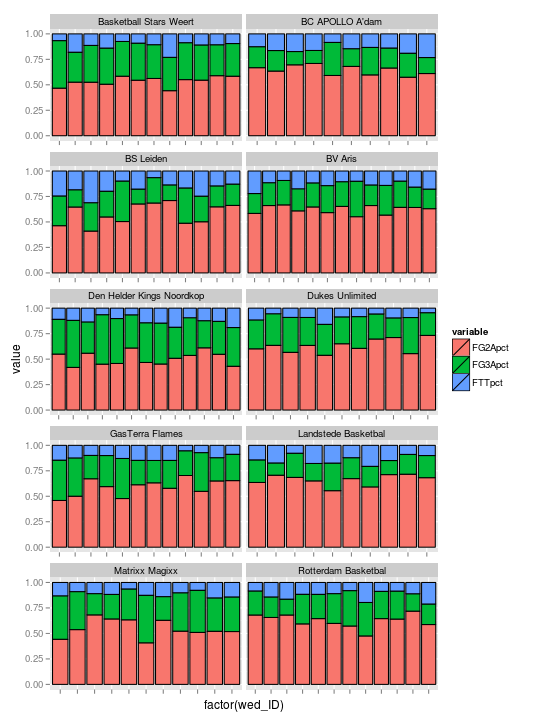 Basketball Stars Weert
BC APOLLO A'dam
1.00
0.75
0.50
0.25
0.00
BS Leiden
BV Aris
1.00
0.75
0.50
0.25
0.00
Den Helder Kings Noordkop
Dukes Unlimited
1.00
0.75
0.50
0.25
0.00
GasTerra Flames
Landstede Basketbal
1.00
0.75
0.50
0.25
0.00
Matrixx Magixx
Rotterdam Basketbal
1.00
0.75
0.50
0.25
0.00
value
factor(wed_ID)
variable
FG2Apct
FG3Apct
FTTpct